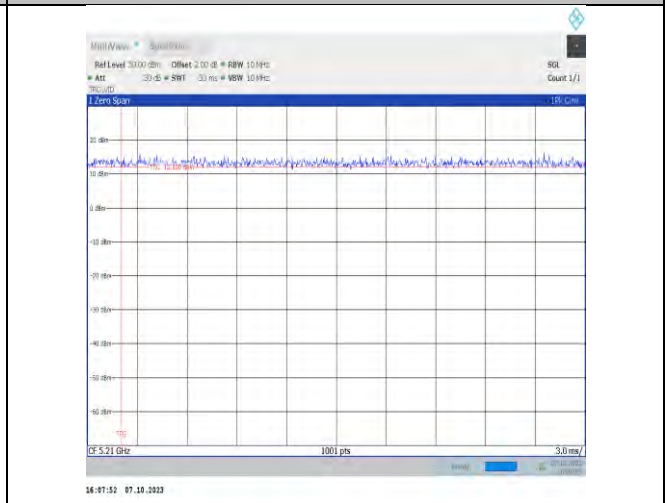 MultiView Spectrum
Ref Level 30.00 dBm Offset 2.00 dB RBW 10 MHz SGL
Att 30 dB SWT 30 ms VBW 10 MHz Count 1/1
TRG:VID
1 Zero Span 1Pk Clrw
20 dBm
10 dBm
0 dBm
-10 dBm
-20 dBm
-30 dBm
-40 dBm
-50 dBm
-60 dBm
TRG
CF 5.21 GHz 1001 pts 3.0 ms/
16:07:52 07.10.2023